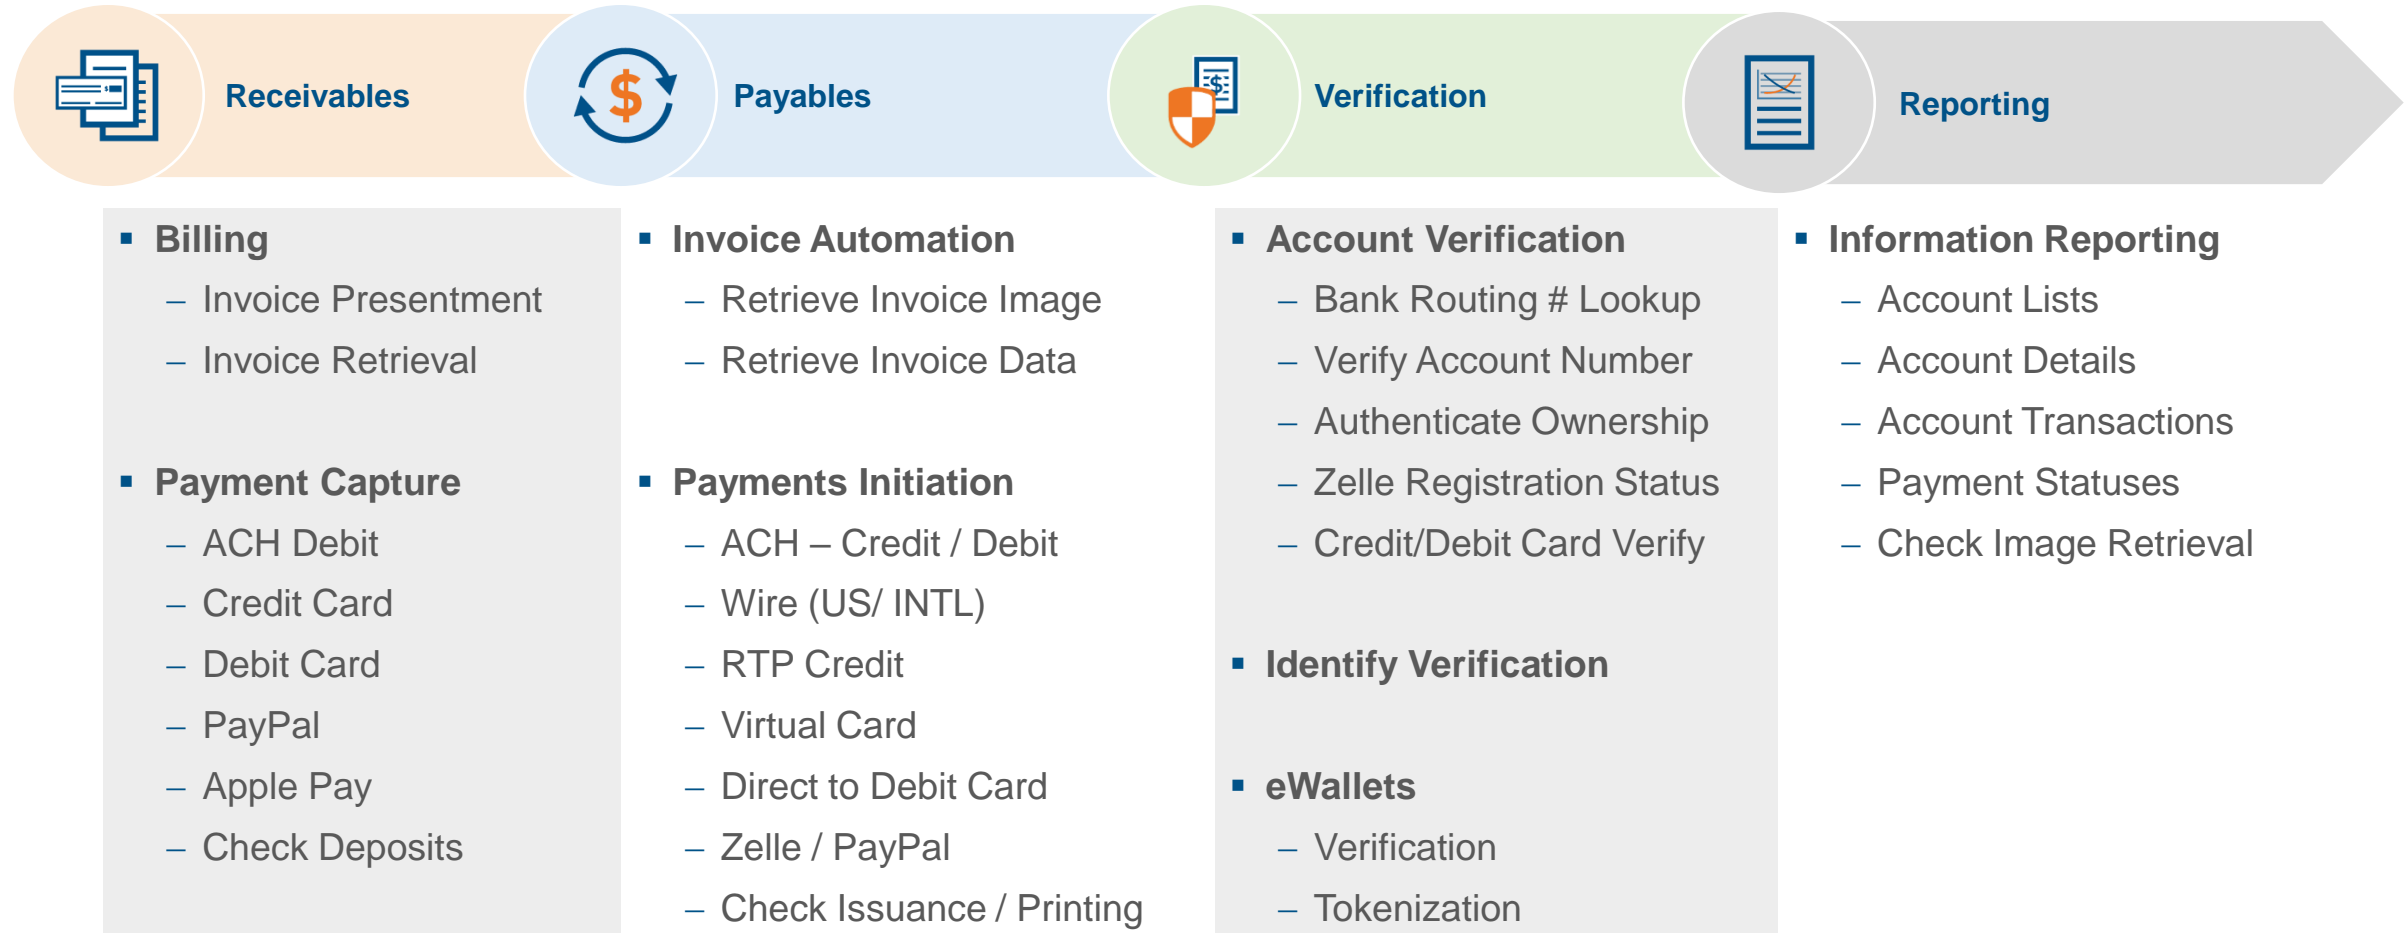 Receivables
Payables
Verification
Reporting
▪ Billing
– Invoice Presentment
– Invoice Retrieval
▪ Payment Capture
– ACH Debit
– Credit Card
– Debit Card
– PayPal
– Apple Pay
– Check Deposits
▪ Invoice Automation
– Retrieve Invoice Image
– Retrieve Invoice Data
▪ Payments Initiation
– ACH – Credit / Debit
– Wire (US/ INTL)
– RTP Credit
– Virtual Card
– Direct to Debit Card
– Zelle / PayPal
– Check Issuance / Printing
▪ Account Verification
– Bank Routing # Lookup
– Verify Account Number
– Authenticate Ownership
– Zelle Registration Status
– Credit/Debit Card Verify
▪ Identify Verification
▪ eWallets
– Verification
– Tokenization
▪ Information Reporting
– Account Lists
– Account Details
– Account Transactions
– Payment Statuses
– Check Image Retrieval